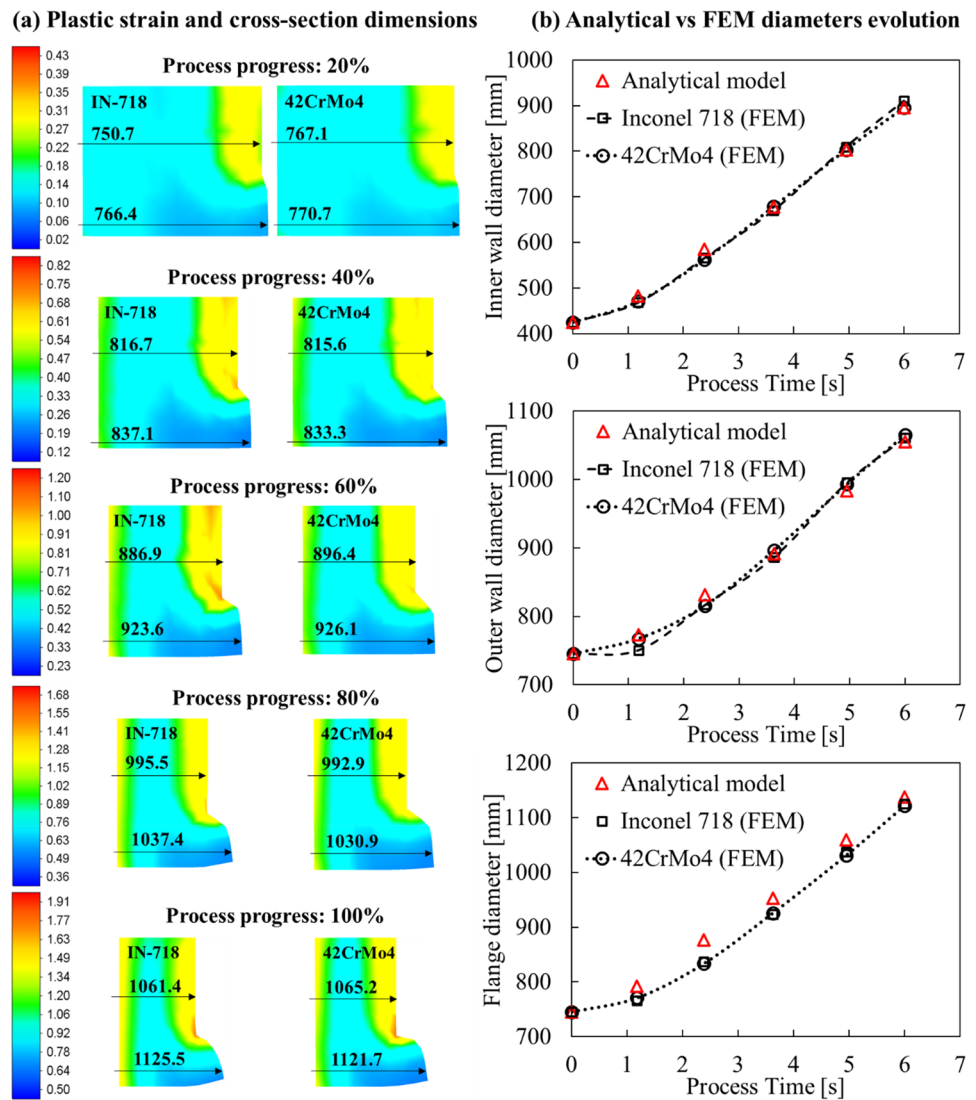 (a) Plastic strain and cross-section dimensions
Process progress: 20%
0.43
0.39
0.35
0.31
0.27
0.22
0.18
0.14
0.10
0.06
0.02
IN-718
750.7
766.4
42CrMo4
767.1
770.7
Process progress: 40%
0.82
0.75
0.68
0.61
0.54
0.47
0.40
0.33
0.26
0.19
0.12
IN-718
816.7
837.1
42CrMo4
815.6
833.3
Process progress: 60%
1.20
1.10
1.00
0.90
0.81
0.71
0.61
0.52
0.42
0.32
0.23
IN-718
886.9
923.6
42CrMo4
896.4
926.1
Process progress: 80%
1.68
1.54
1.41
1.28
1.15
1.02
0.89
0.76
0.63
0.49
0.36
IN-718
995.5
1037.4
42CrMo4
992.9
1030.9
Process progress: 100%
1.91
1.77
1.63
1.49
1.34
1.20
1.06
0.92
0.78
0.64
0.50
IN-718
1061.4
1125.5
42CrMo4
1065.2
1121.7
(b) Analytical vs FEM diameters evolution
Inner wall diameter [mm]
1000
900
800
700
600
500
400
Analytical model
Inconel 718 (FEM)
42CrMo4 (FEM)
0 1 2 3 4 5 6 7
Process Time [s]
Outer wall diameter [mm]
1100
1000
900
800
700
Analytical model
Inconel 718 (FEM)
42CrMo4 (FEM)
0 1 2 3 4 5 6 7
Process Time [s]
Flange diameter [mm]
1200
1100
1000
900
800
700
Analytical model
Inconel 718 (FEM)
42CrMo4 (FEM)
0 1 2 3 4 5 6 7
Process Time [s]